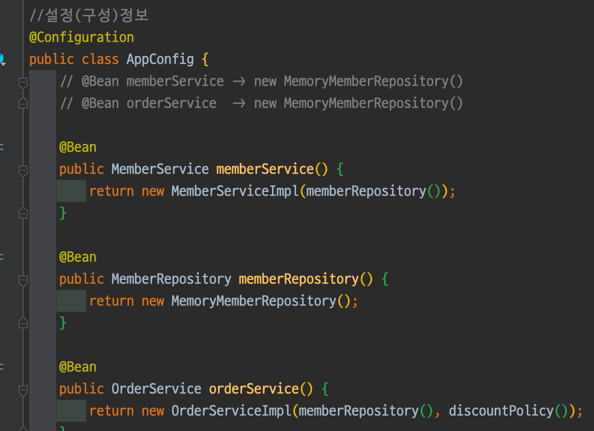 //설정(구성)정보
@Configuration
public class AppConfig {
// @Bean memberService -> new MemoryMemberRepository()
// @Bean orderService  -> new MemoryMemberRepository()
@Bean
public MemberService memberService() {
return new MemberServiceImpl(memberRepository());
}
@Bean
public MemberRepository memberRepository() {
return new MemoryMemberRepository();
}
@Bean
public OrderService orderService() {
return new OrderServiceImpl(memberRepository(), discountPolicy());
}